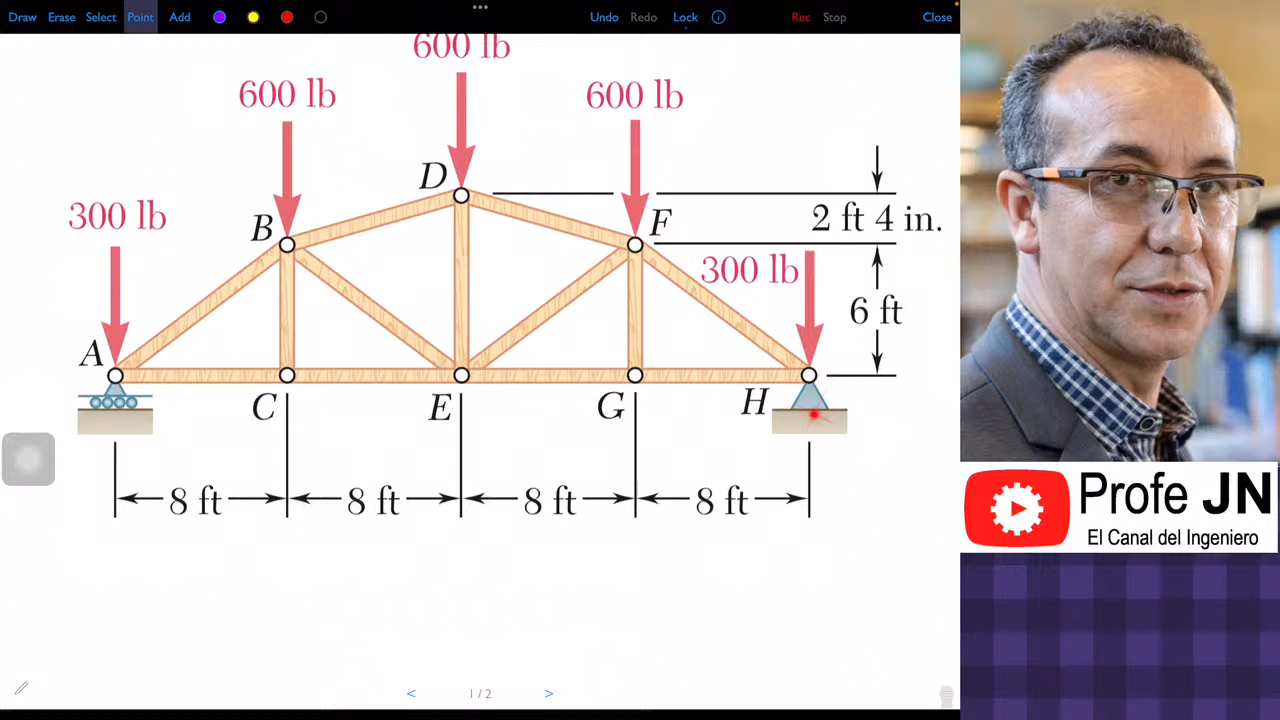 Draw Erase Select Point Add Undo Redo Lock Rec Stop Close
600 lb
600 lb
600 lb
D
300 lb
B
F
2 ft 4 in.
300 lb
6 ft
A
C
E
G
H
8 ft
8 ft
8 ft
8 ft
< 1 / 2 >
Profe JN
El Canal del Ingeniero